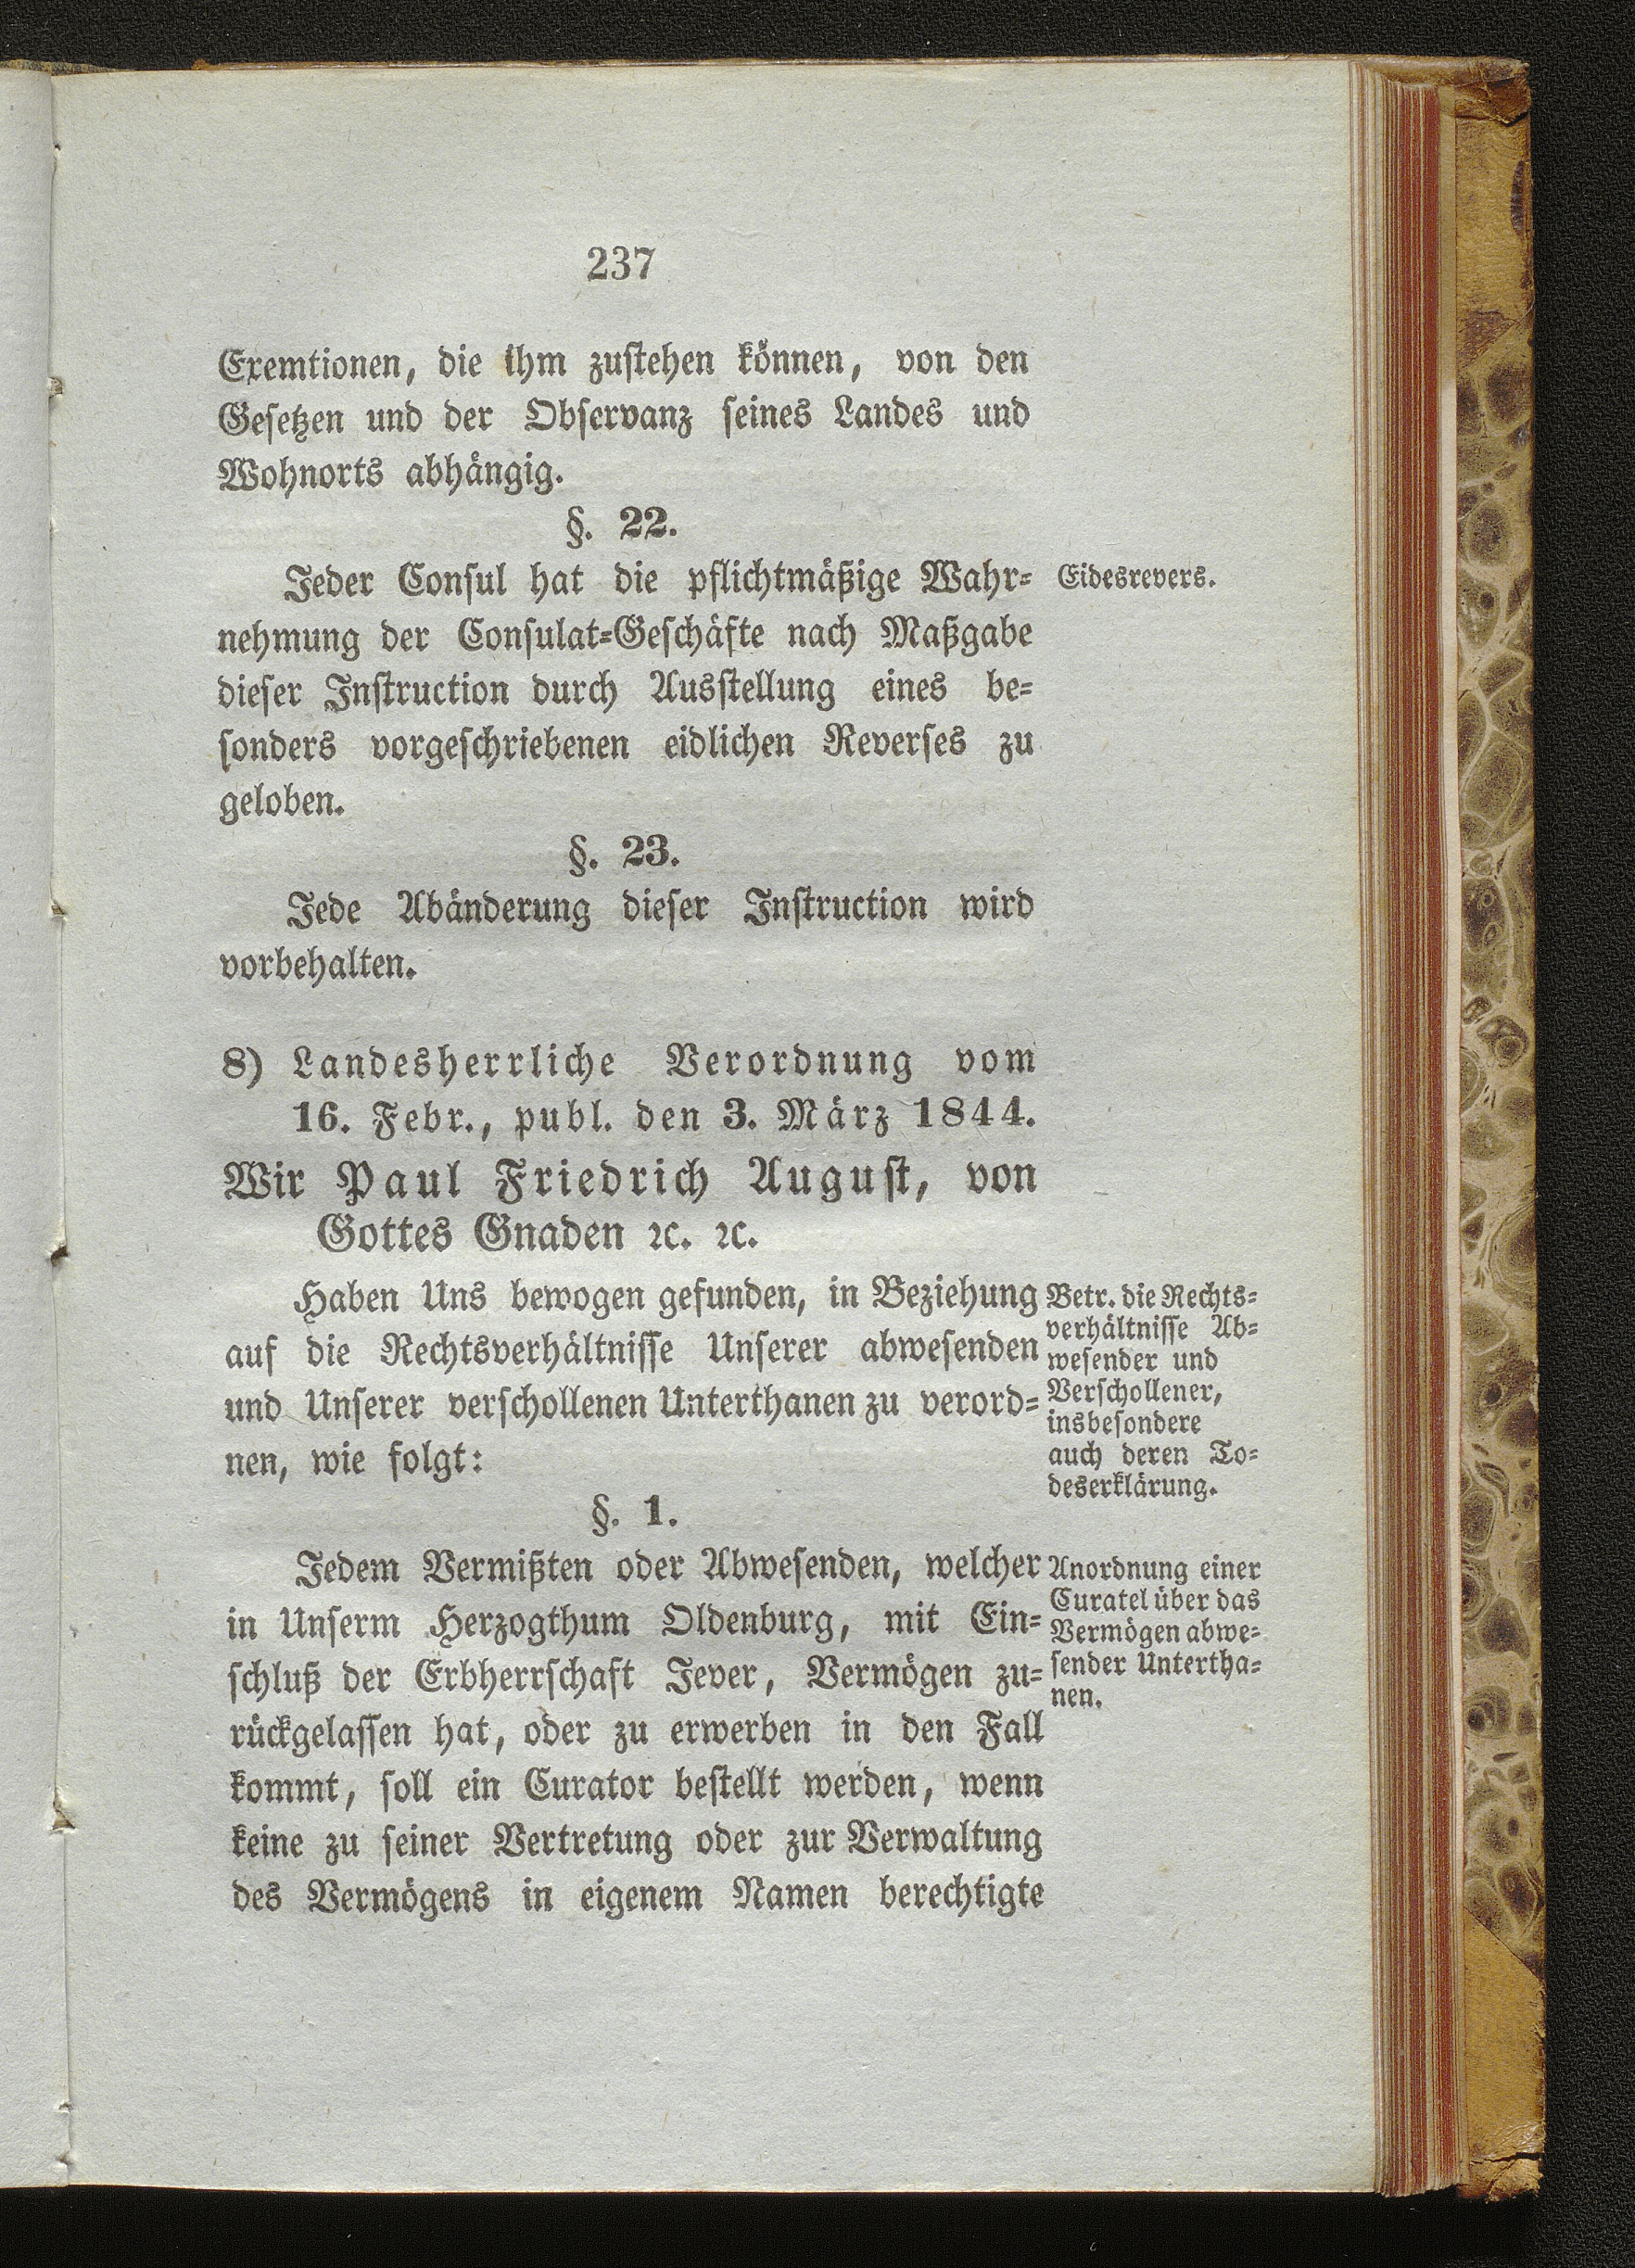 237
Exemtionen, die ihm zustehen können, von den
Gesetzen und der Observanz seines Landes und
Wohnorts abhängig.
§. 22.
Jeder Consul hat die pflichtmäßige Wahr-
Eidesrevers.
nehmung der Consulat-Geschäfte nach Maßgabe
dieser Instruction durch Ausstellung eines be-
sonders vorgeschriebenen eidlichen Reverses zu
geloben.
§. 23.
Jede Abänderung dieser Instruction wird
vorbehalten.
8) Landesherrliche Verordnung vom
16. Febr., publ. den 3. März 1844.
Wir Paul Friedrich August, von
Gottes Gnaden ꝛc. ꝛc.
Haben Uns bewogen gefunden, in Beziehung
auf die Rechtsverhältnisse Unserer abwesenden
und Unserer verschollenen Unterthanen zu verord-
nen, wie folgt:
Betr. die Rechts-
verhältnisse Ab-
wesender und
Verschollener,
insbesondere
auch deren To-
deserklärung.
§. 1.
Jedem Vermißten oder Abwesenden, welcher
in Unserm Herzogthum Oldenburg, mit Ein-
schluß der Erbherrschaft Jever, Vermögen zu-
rückgelassen hat, oder zu erwerben in den Fall
kommt, soll ein Curator bestellt werden, wenn
keine zu seiner Vertretung oder zur Verwaltung
des Vermögens in eigenem Namen berechtigte
Anordnung einer
Curatel über das
Vermögen abwe-
sender Untertha-
nen.